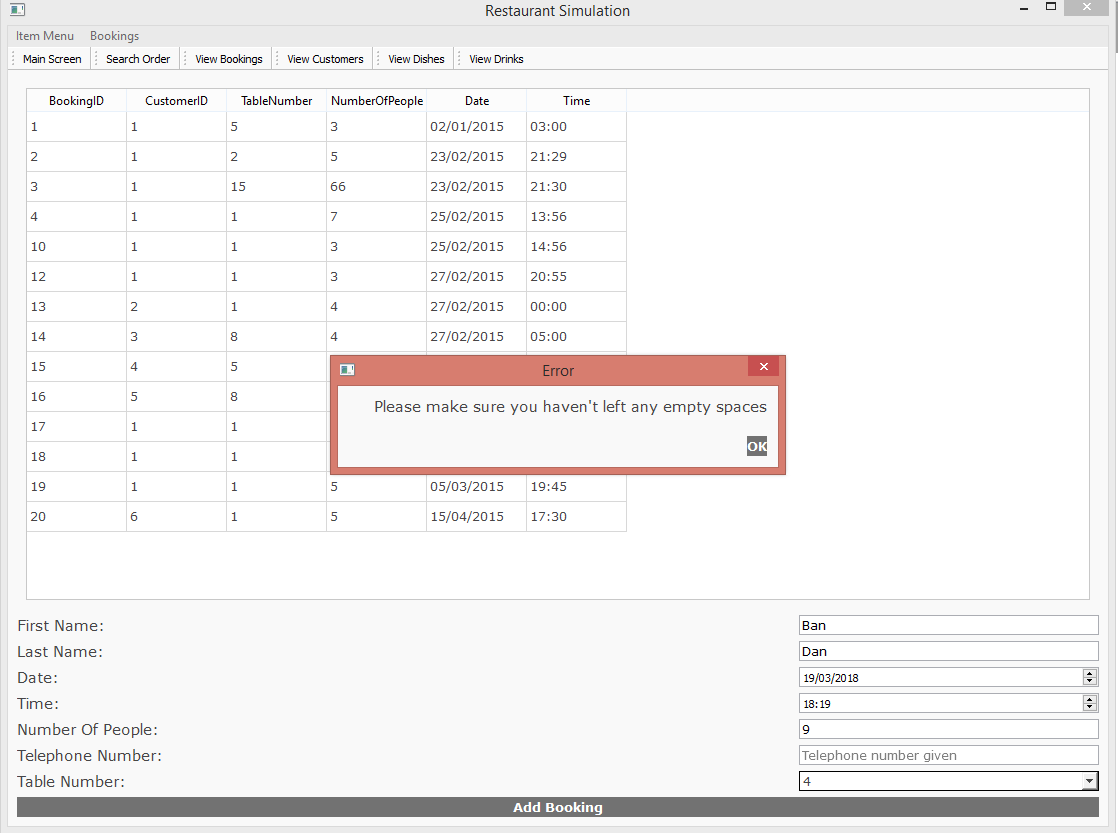 Restaurant Simulation
Item Menu Bookings
Main Screen Search Order View Bookings View Customers View Dishes View Drinks
BookingID CustomerID TableNumber NumberOfPeople Date Time
1 1 5 3 02/01/2015 03:00
2 1 2 5 23/02/2015 21:29
3 1 15 66 23/02/2015 21:30
4 1 1 7 25/02/2015 13:56
10 1 1 3 25/02/2015 14:56
12 1 1 3 27/02/2015 20:55
13 2 1 4 27/02/2015 00:00
14 3 8 4 27/02/2015 05:00
15 4 5
16 5 8
17 1 1
18 1 1
Error
Please make sure you haven't left any empty spaces
OK
19 1 1 5 05/03/2015 19:45
20 6 1 5 15/04/2015 17:30
First Name: Ban
Last Name: Dan
Date: 19/03/2018
Time: 18:19
Number Of People: 9
Telephone Number: Telephone number given
Table Number: 4
Add Booking